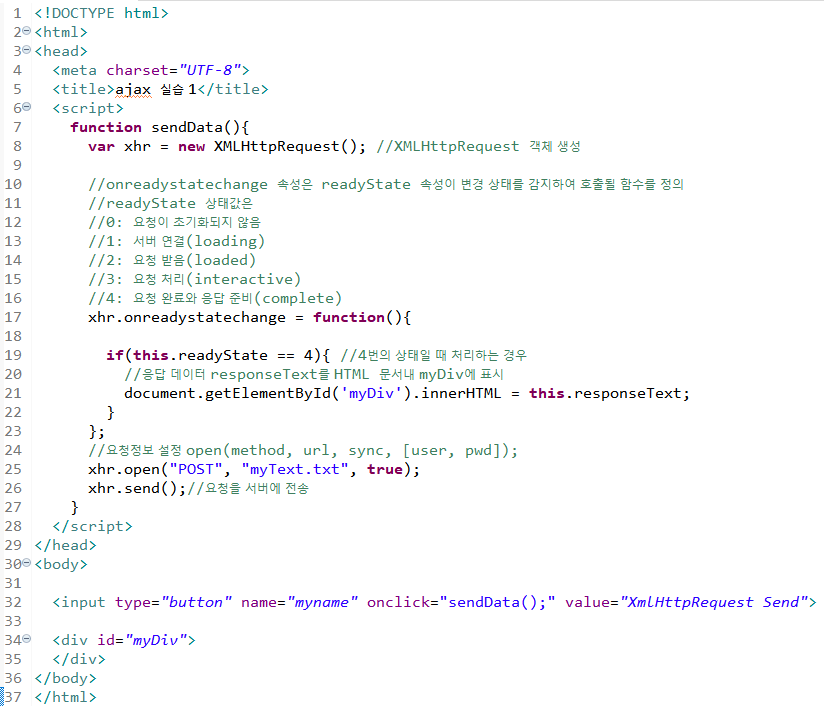 1 <!DOCTYPE html>
2 <html>
3 <head>
4 <meta charset="UTF-8">
5 <title>ajax 실습1</title>
6 <script>
7 function sendData(){
8 var xhr = new XMLHttpRequest(); //XMLHttpRequest 객체 생성
9
10 //onreadystatechange 속성은 readyState 속성이 변경 상태를 감지하여 호출될 함수를 정의
11 //readyState 상태값은
12 //0: 요청이 초기화되지 않음
13 //1: 서버 연결(loading)
14 //2: 요청 받음(loaded)
15 //3: 요청 처리(interactive)
16 //4: 요청 완료와 응답 준비(complete)
17 xhr.onreadystatechange = function(){
18
19 if(this.readyState == 4){ //4번의 상태일 때 처리하는 경우
20 //응답 데이터 responseText를 HTML 문서내 myDiv에 표시
21 document.getElementById('myDiv').innerHTML = this.responseText;
22 }
23 };
24 //요청정보 설정 open(method, url, sync, [user, pwd]);
25 xhr.open("POST", "myText.txt", true);
26 xhr.send();//요청을 서버에 전송
27 }
28 </script>
29 </head>
30 <body>
31
32 <input type="button" name="myname" onclick="sendData();" value="XmlHttpRequest Send">
33
34 <div id="myDiv">
35 </div>
36 </body>
37 </html>